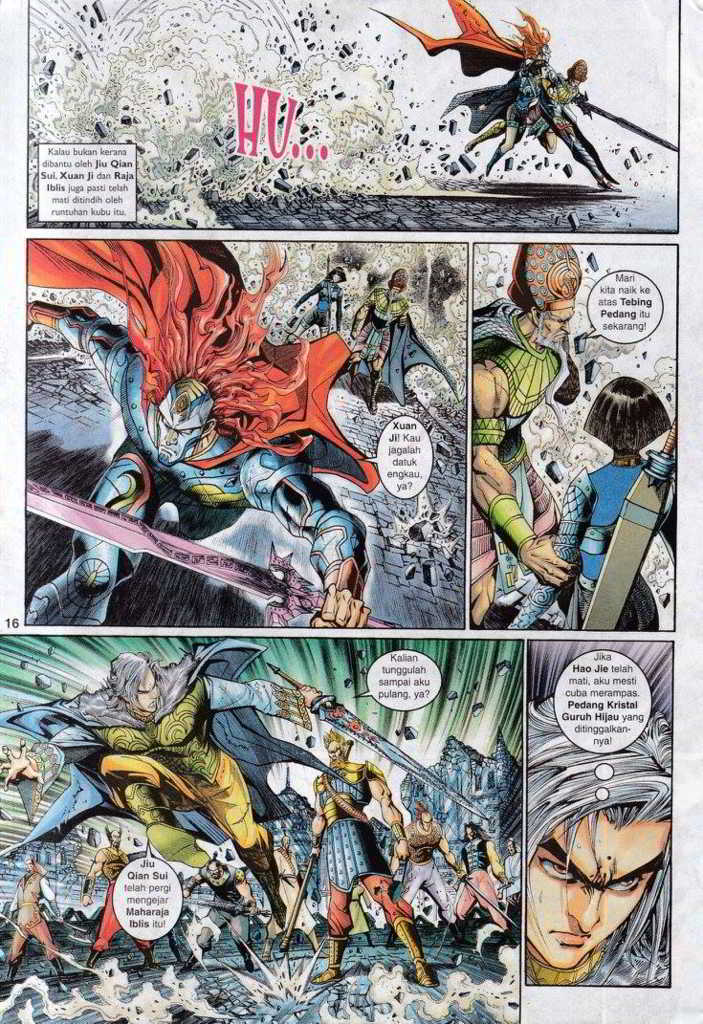 HU...
Kalau bukan kerana
dibantu oleh Jiu Qian
Sui, Xuan Ji dan Raja
Iblis juga pasti telah
mati ditindih oleh
runtuhan kubu itu.
Xuan
Ji! Kau
jagalah
datuk
engkau,
ya?
Mari
kita naik ke
atas Tebing
Pedang itu
sekarang!
16
Kalian
tunggulah
sampai aku
pulang, ya?
Jiu
Qian Sui
telah pergi
mengejar
Maharaja
Iblis itu!
Jika
Hao Jie telah
mati, aku mesti
cuba merampas.
Pedang Kristal
Guruh Hijau yang
ditinggalkan-
nya!